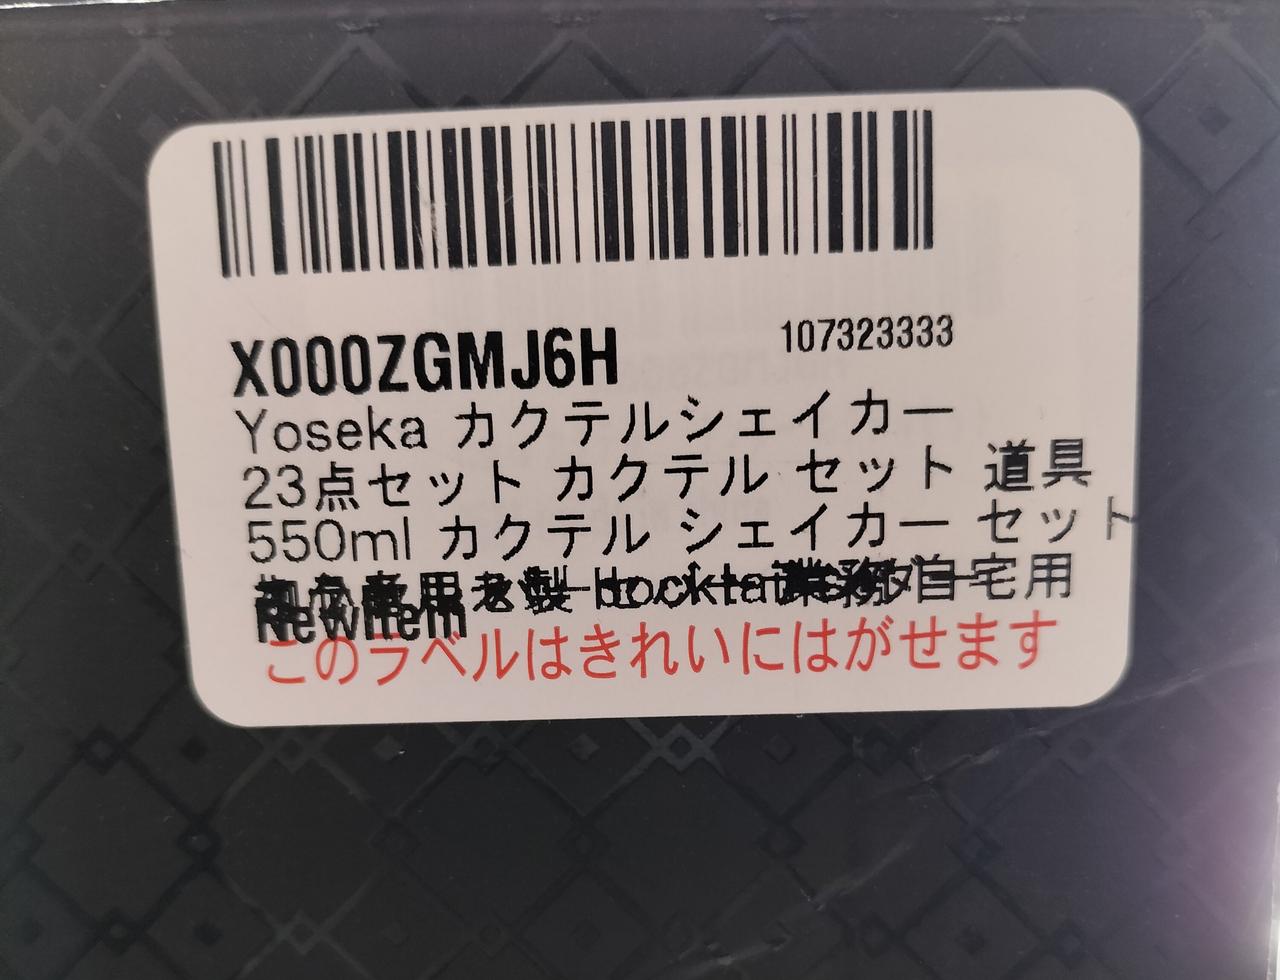 X000ZGMJ6H 107323333
Yoseka カクテルシェイカー
23点セット カクテル セット 道具
550ml カクテル シェイカー セット
自宅用
NewItem
このラベルはきれいにはがせます